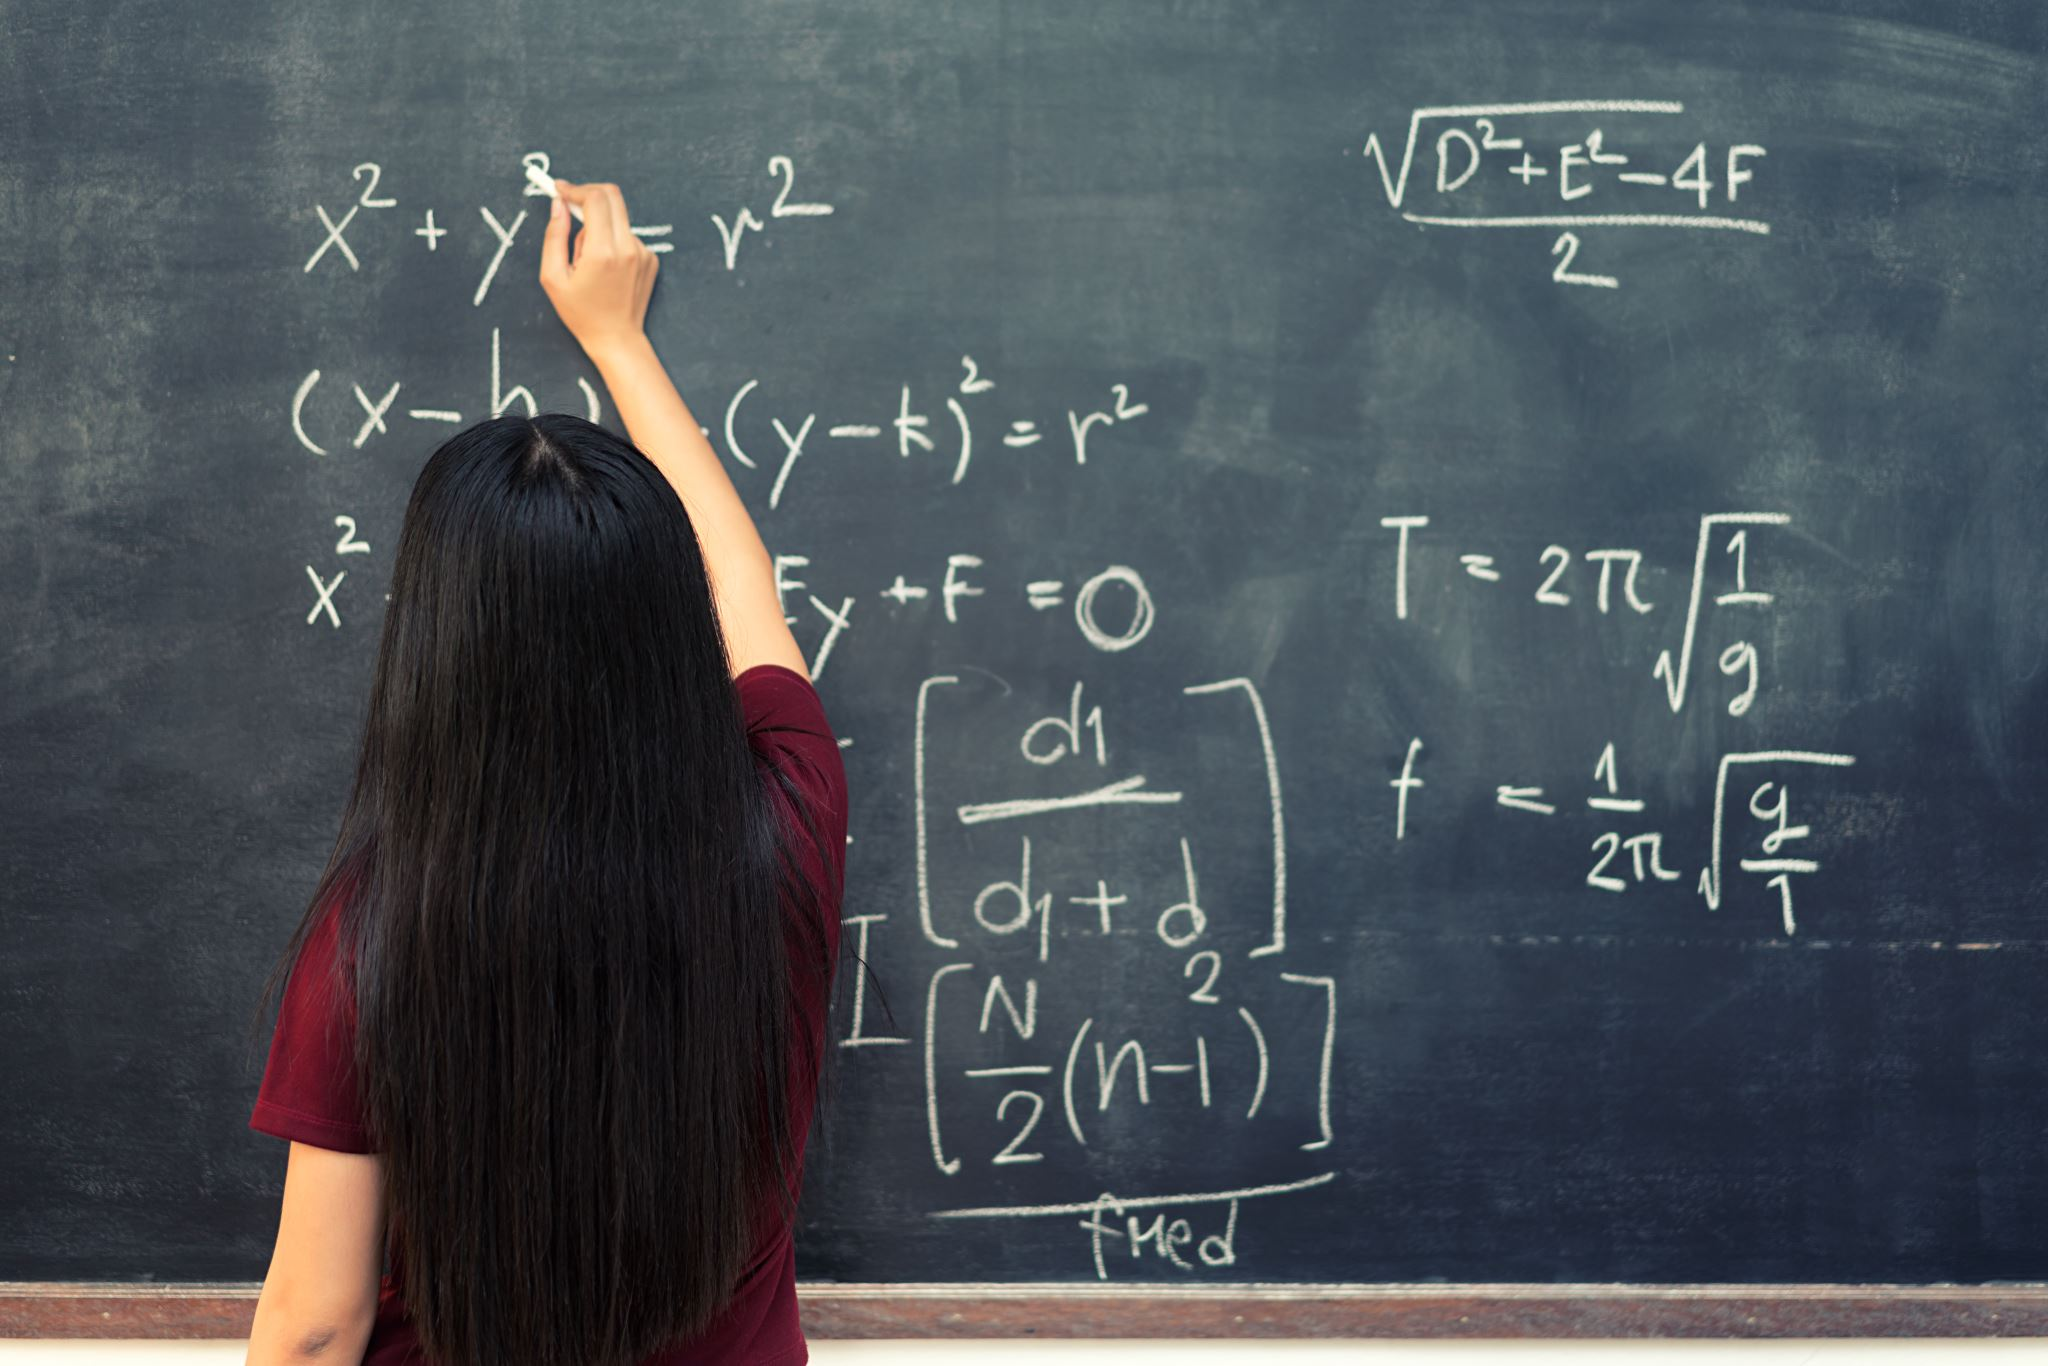 x² + y² = r²
√D²+E²-4F
2
(x-h) (y-k)² = r²
x² Ey + F = 0
T = 2π√1/g
[d1
d1+d2]
f = 1/2π √g/1
I [N/2 (n-1)]
fmed